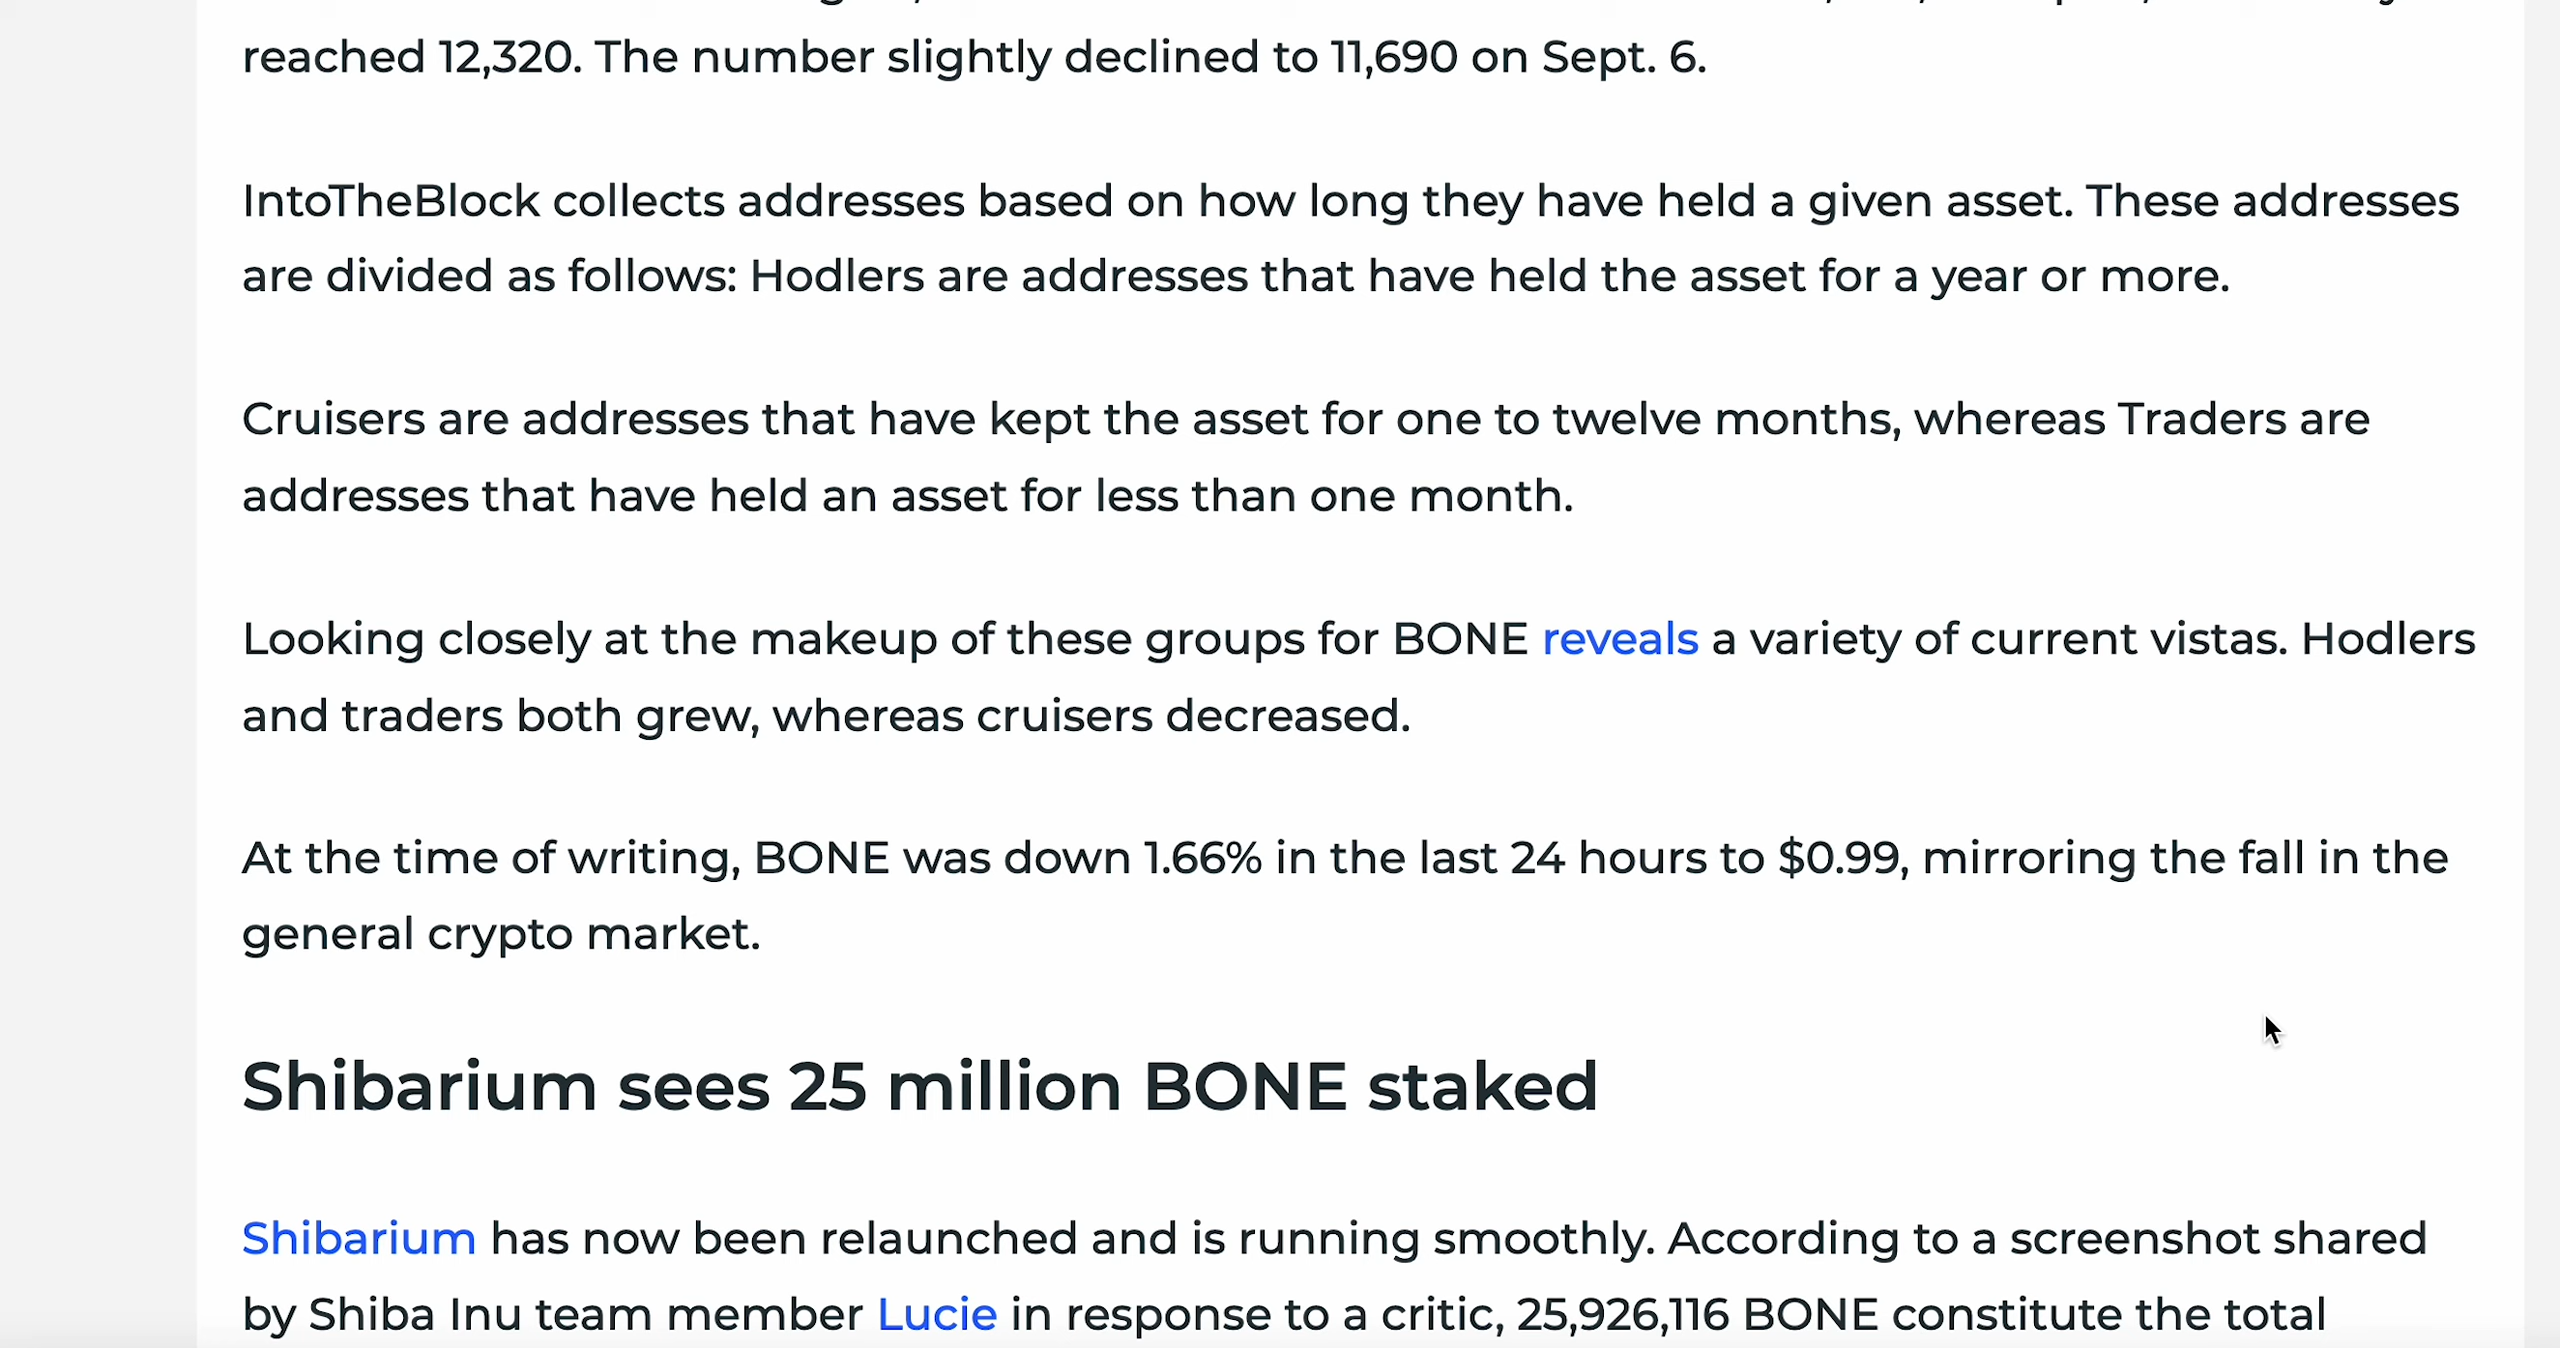 reached 12,320. The number slightly declined to 11,690 on Sept. 6.
IntoTheBlock collects addresses based on how long they have held a given asset. These addresses
are divided as follows: Hodlers are addresses that have held the asset for a year or more.
Cruisers are addresses that have kept the asset for one to twelve months, whereas Traders are
addresses that have held an asset for less than one month.
Looking closely at the makeup of these groups for BONE reveals a variety of current vistas. Hodlers
and traders both grew, whereas cruisers decreased.
At the time of writing, BONE was down 1.66% in the last 24 hours to $0.99, mirroring the fall in the
general crypto market.
Shibarium sees 25 million BONE staked
Shibarium has now been relaunched and is running smoothly. According to a screenshot shared
by Shiba Inu team member Lucie in response to a critic, 25,926,116 BONE constitute the total